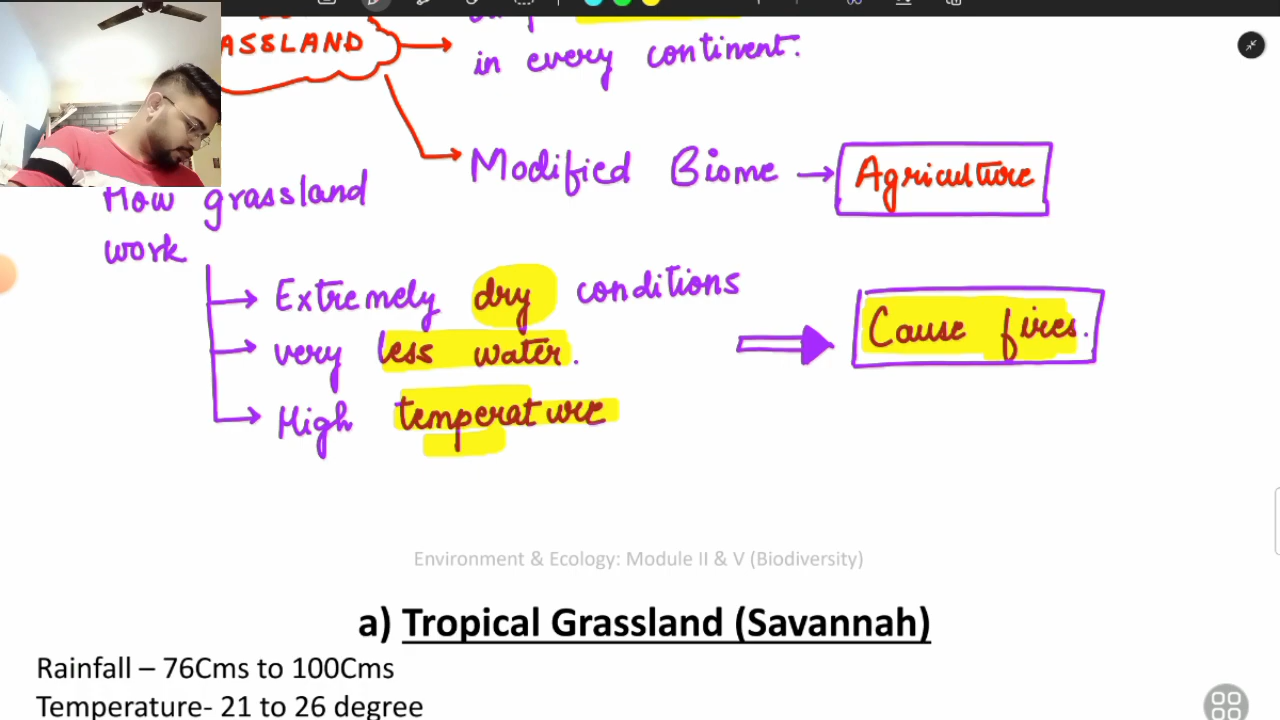 ASSLAND
in every continent.
Modified Biome → Agriculture
How grassland
work
Extremely dry conditions
very less water.
High temperature
Cause fires.
Environment & Ecology: Module II & V (Biodiversity)
a) Tropical Grassland (Savannah)
Rainfall – 76Cms to 100Cms
Temperature- 21 to 26 degree